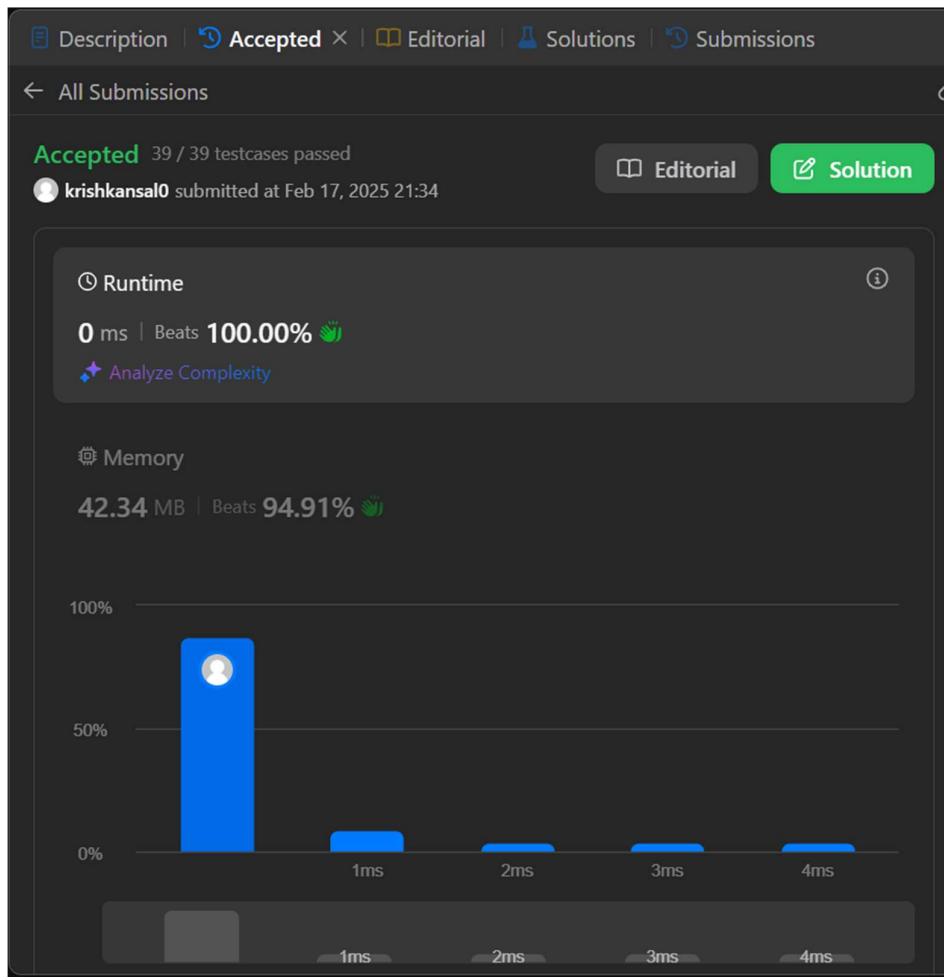 Description Accepted Editorial Solutions Submissions
All Submissions
Accepted 39 / 39 testcases passed
krishkansal0 submitted at Feb 17, 2025 21:34
Editorial Solution
Runtime
0 ms Beats 100.00%
Analyze Complexity
Memory
42.34 MB Beats 94.91%
100%
50%
0%
1ms 2ms 3ms 4ms
1ms 2ms 3ms 4ms